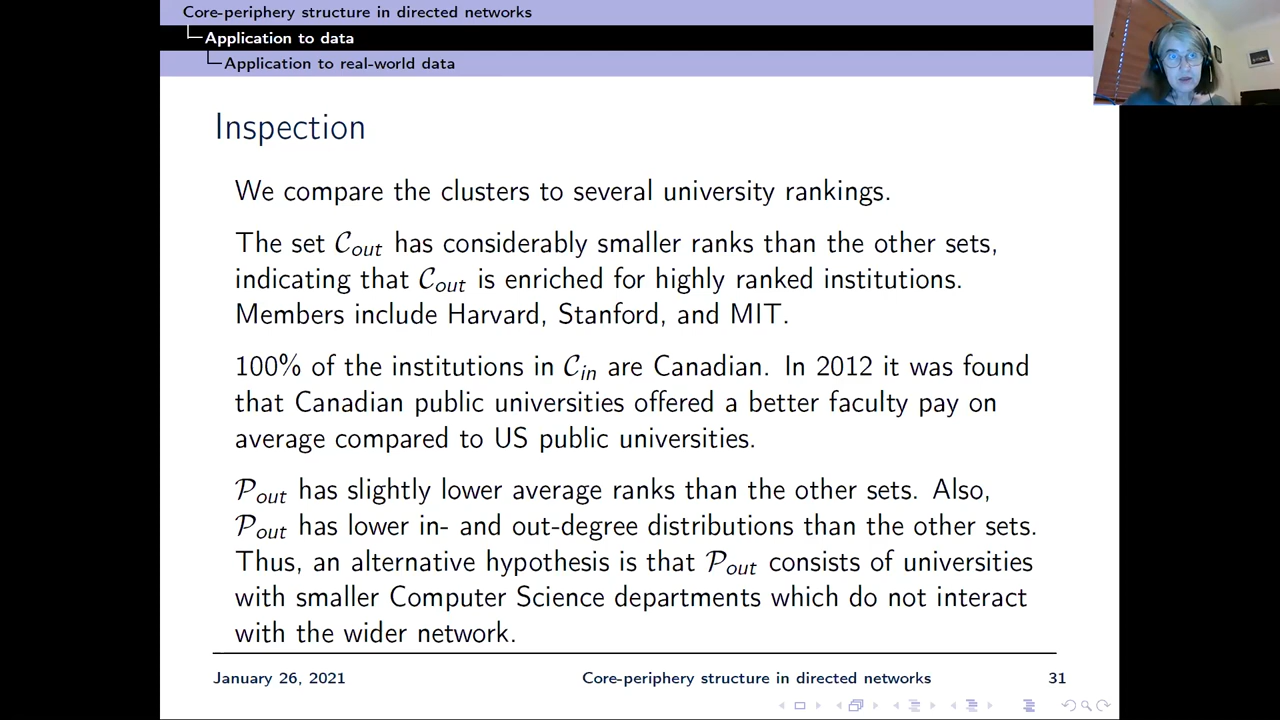 Core-periphery structure in directed networks
Application to data
Application to real-world data
Inspection
We compare the clusters to several university rankings.
The set 𝒞out has considerably smaller ranks than the other sets,
indicating that 𝒞out is enriched for highly ranked institutions.
Members include Harvard, Stanford, and MIT.
100% of the institutions in 𝒞in are Canadian. In 2012 it was found
that Canadian public universities offered a better faculty pay on
average compared to US public universities.
𝒫out has slightly lower average ranks than the other sets. Also,
𝒫out has lower in- and out-degree distributions than the other sets.
Thus, an alternative hypothesis is that 𝒫out consists of universities
with smaller Computer Science departments which do not interact
with the wider network.
January 26, 2021 Core-periphery structure in directed networks 31